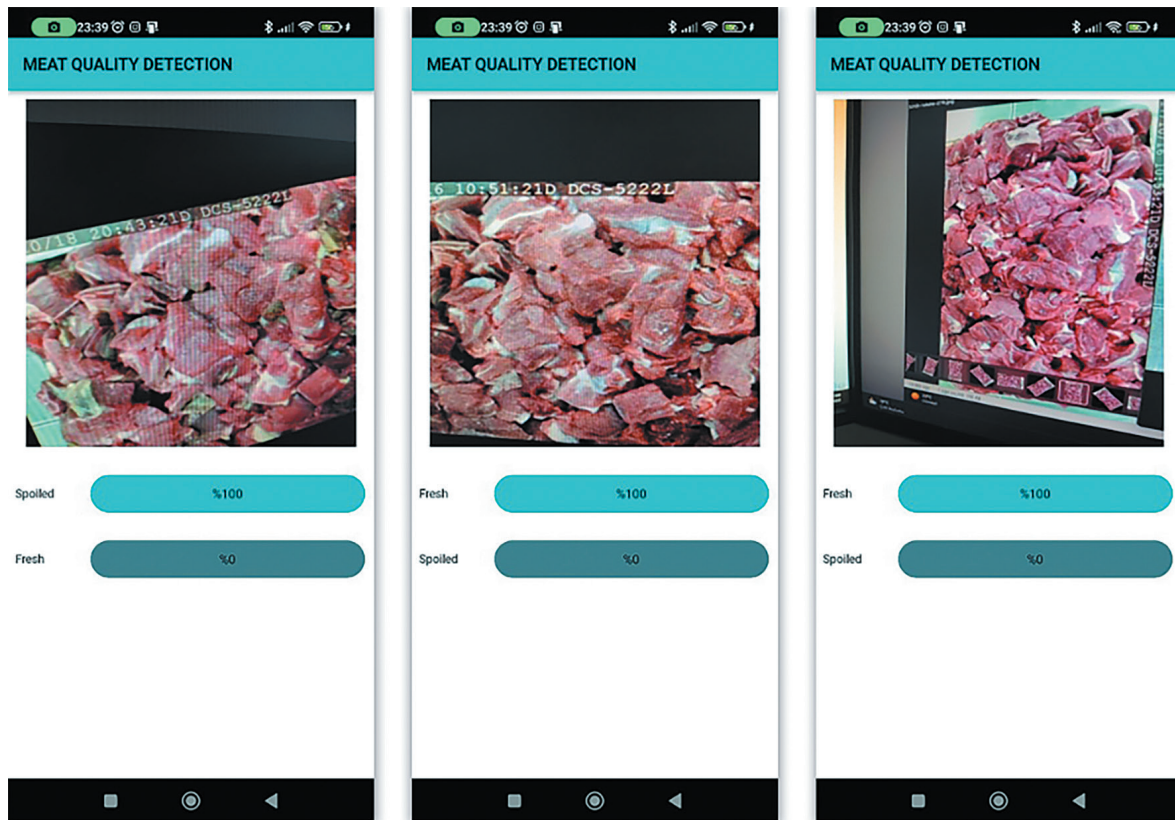 23:39
MEAT QUALITY DETECTION
0/18 20:43:21D DCS-5222L
Spoiled %100
Fresh %0
23:39
MEAT QUALITY DETECTION
6 10:51:21D DCS-5222L
Fresh %100
Spoiled %0
23:39
MEAT QUALITY DETECTION
Fresh %100
Spoiled %0